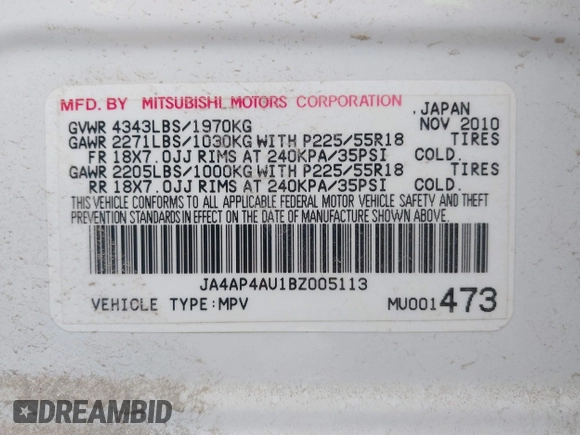 MFD. BY MITSUBISHI MOTORS CORPORATION, JAPAN
GVWR 4343LBS/1970KG NOV 2010
GAWR 2271LBS/1030KG WITH P225/55R18 TIRES
FR 18X7.0JJ RIMS AT 240KPA/35PSI COLD.
GAWR 2205LBS/1000KG WITH P225/55R18 TIRES
RR 18X7.0JJ RIMS AT 240KPA/35PSI COLD.
THIS VEHICLE CONFORMS TO ALL APPLICABLE FEDERAL MOTOR VEHICLE SAFETY AND THEFT
PREVENTION STANDARDS IN EFFECT ON THE DATE OF MANUFACTURE SHOWN ABOVE.
JA4AP4AU1BZ005113
VEHICLE TYPE:MPV MU001473
DREAMBID